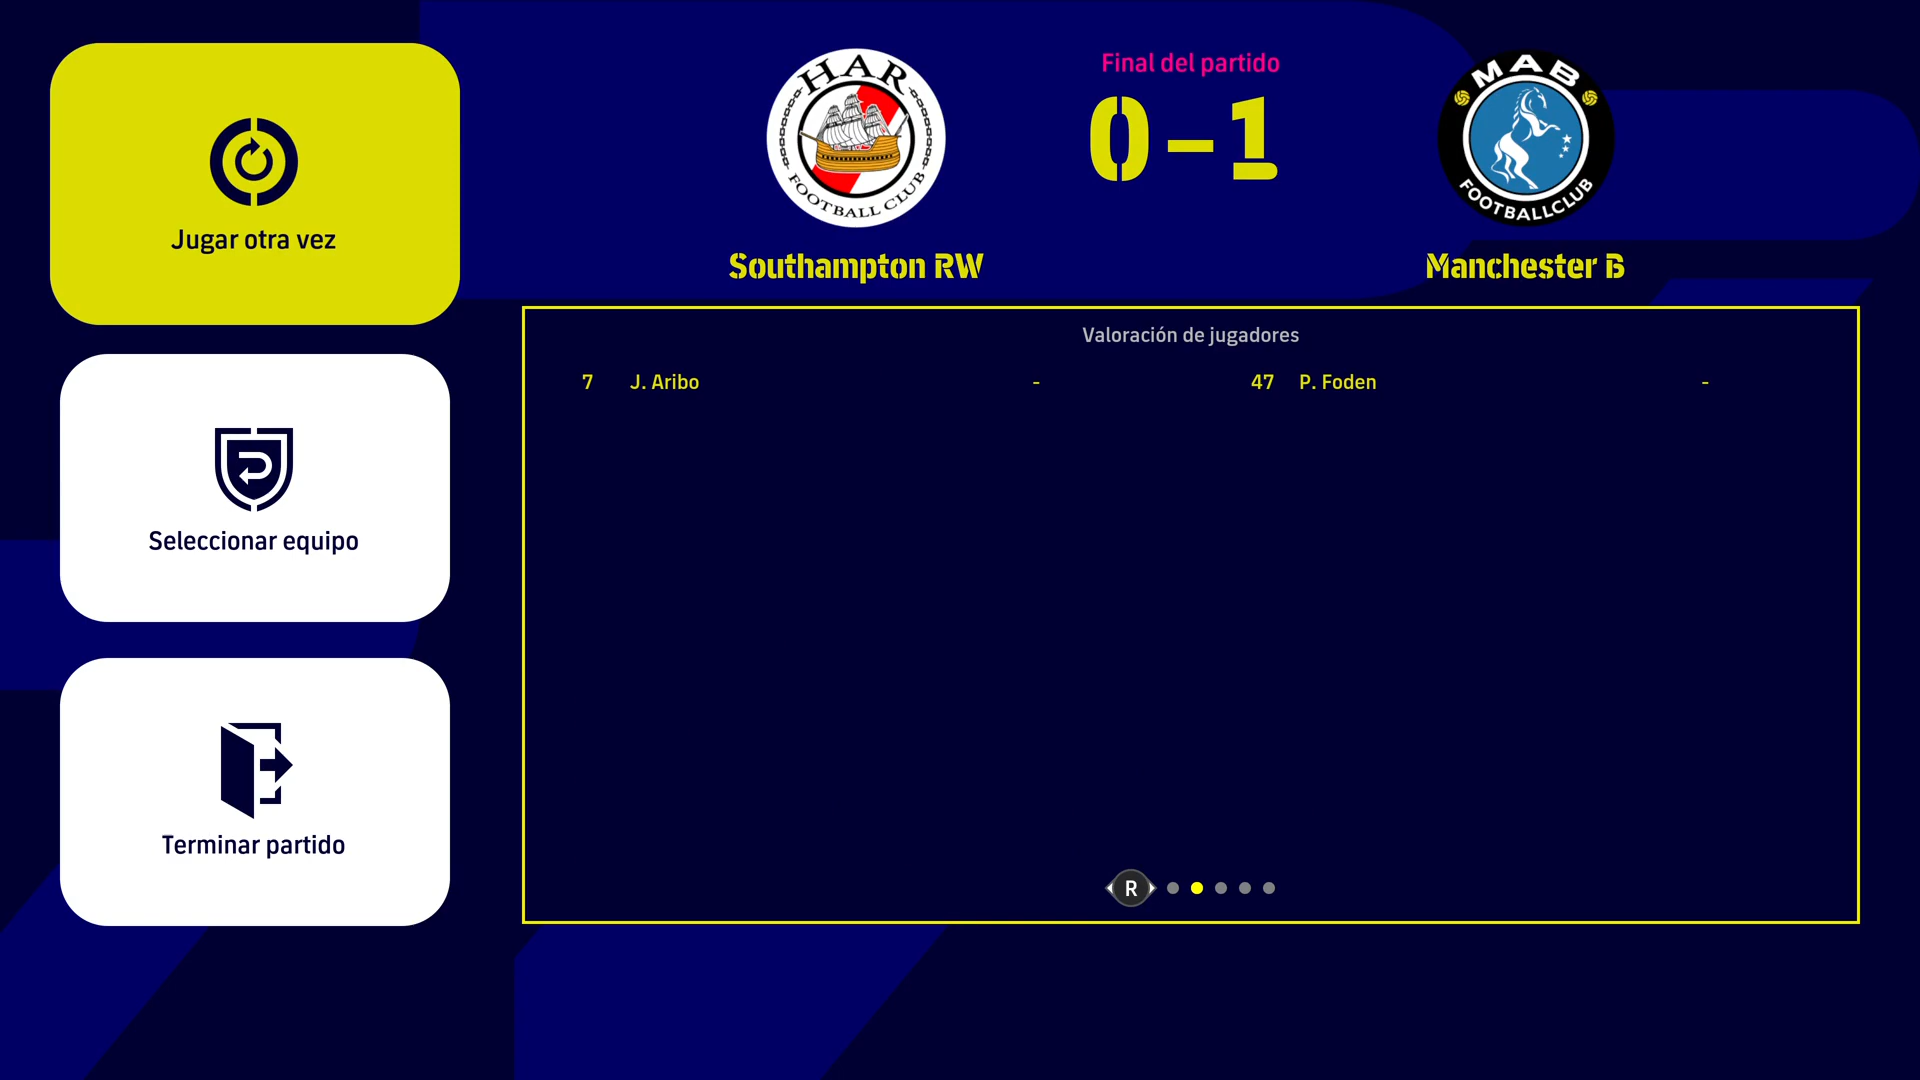 Jugar otra vez
Seleccionar equipo
Terminar partido
HAR
FOOTBALL CLUB
Final del partido
0 - 1
MAB
FOOTBALLCLUB
Southampton RW
Manchester B
Valoración de jugadores
7 J. Aribo -
47 P. Foden -
R